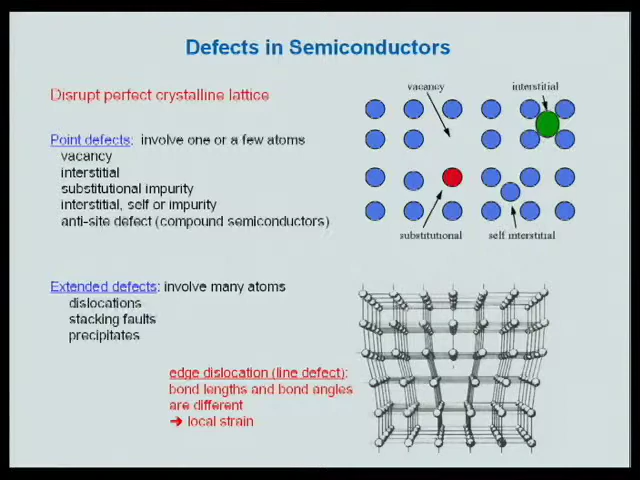 Defects in Semiconductors
Disrupt perfect crystalline lattice
Point defects: involve one or a few atoms
vacancy
interstitial
substitutional impurity
interstitial, self or impurity
anti-site defect (compound semiconductors)
vacancy
interstitial
substitutional
self interstitial
Extended defects: involve many atoms
dislocations
stacking faults
precipitates
edge dislocation (line defect):
bond lengths and bond angles
are different
➔ local strain